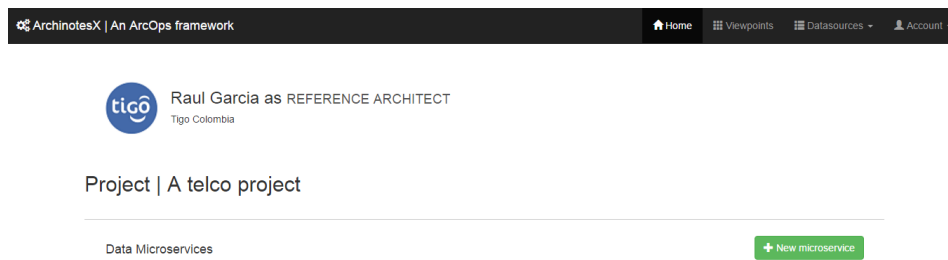 ArchinotesX | An ArcOps framework Home Viewpoints Datasources Account
tigô
Raul Garcia as REFERENCE ARCHITECT
Tigo Colombia
Project | A telco project
Data Microservices New microservice